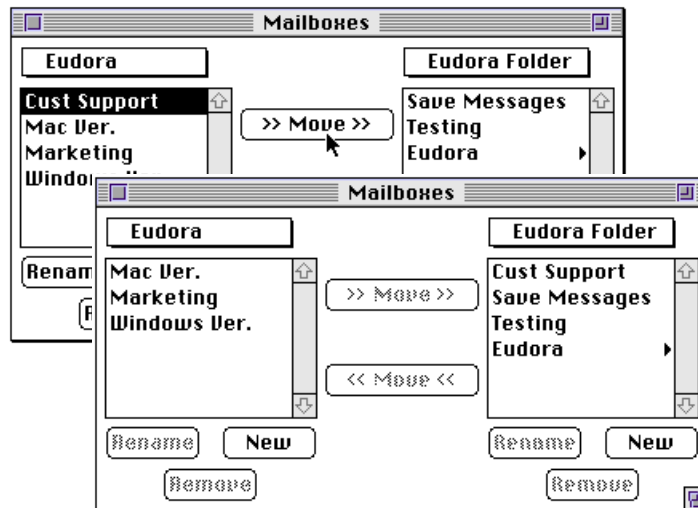 Mailboxes
Eudora
Eudora Folder
Cust Support
Mac Ver.
Marketing
>> Move >>
Save Messages
Testing
Eudora
Renam
Mailboxes
Eudora
Eudora Folder
Mac Ver.
Marketing
Windows Ver.
>> Move >>
<< Move <<
Cust Support
Save Messages
Testing
Eudora
Rename
New
Remove
Rename
New
Remove